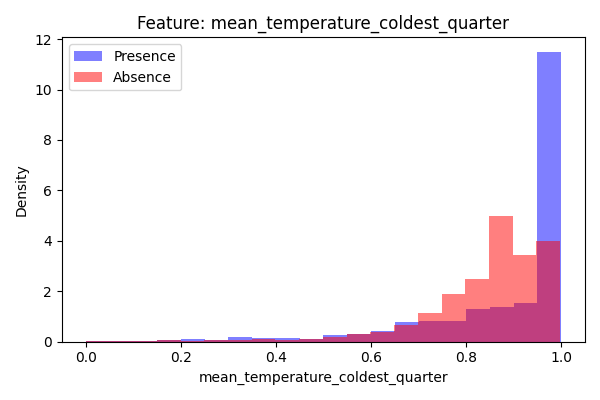 Feature: mean_temperature_coldest_quarter
Presence
Absence
Density
12
10
8
6
4
2
0
0.0 0.2 0.4 0.6 0.8 1.0
mean_temperature_coldest_quarter